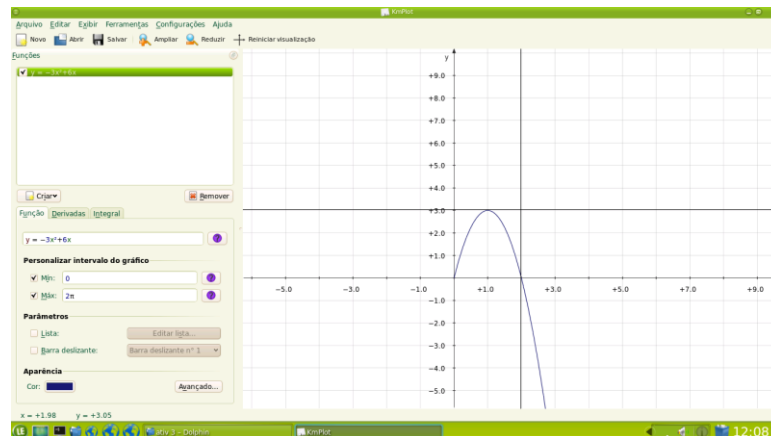 KmPlot
Arquivo Editar Exibir Ferramentas Configurações Ajuda
Novo Abrir Salvar Ampliar Reduzir Reiniciar visualização
Funções
y = −3x²+6x
Criar
Remover
Função Derivadas Integral
y = −3x²+6x
Personalizar intervalo do gráfico
Mín: 0
Máx: 2π
Parâmetros
Lista: Editar lista...
Barra deslizante: Barra deslizante nº 1
Aparência
Cor: Avançado...
x = +1.98 y = +3.05
y
+9.0
+8.0
+7.0
+6.0
+5.0
+4.0
+3.0
+2.0
+1.0
−5.0 −3.0 −1.0 +1.0 +3.0 +5.0 +7.0 +9.0
−1.0
−2.0
−3.0
−4.0
−5.0
ativ 3 - Dolphin
KmPlot
12:08